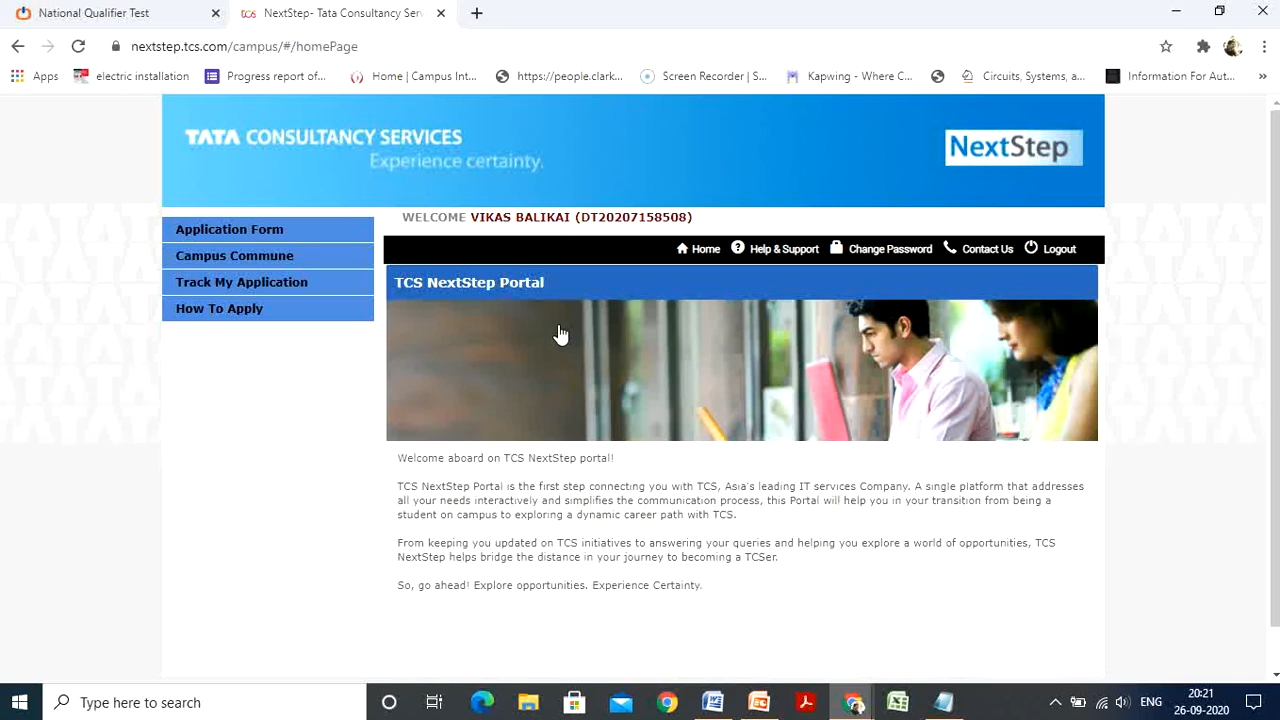 National Qualifier Test
NextStep- Tata Consultancy Ser
nextstep.tcs.com/campus/#/homePage
Apps electric installation Progress report of... Home | Campus Int... https://people.clark... Screen Recorder | S... Kapwing - Where C... Circuits, Systems, a... Information For Aut... »
TATA CONSULTANCY SERVICES
Experience certainty.
NextStep
WELCOME VIKAS BALIKAI (DT20207158508)
Home Help & Support Change Password Contact Us Logout
Application Form
Campus Commune
Track My Application
How To Apply
TCS NextStep Portal
Welcome aboard on TCS NextStep portal!
TCS NextStep Portal is the first step connecting you with TCS, Asia's leading IT services Company. A single platform that addresses
all your needs interactively and simplifies the communication process, this Portal will help you in your transition from being a
student on campus to exploring a dynamic career path with TCS.
From keeping you updated on TCS initiatives to answering your queries and helping you explore a world of opportunities, TCS
NextStep helps bridge the distance in your journey to becoming a TCSer.
So, go ahead! Explore opportunities. Experience Certainty.
Type here to search
ENG
20:21
26-09-2020